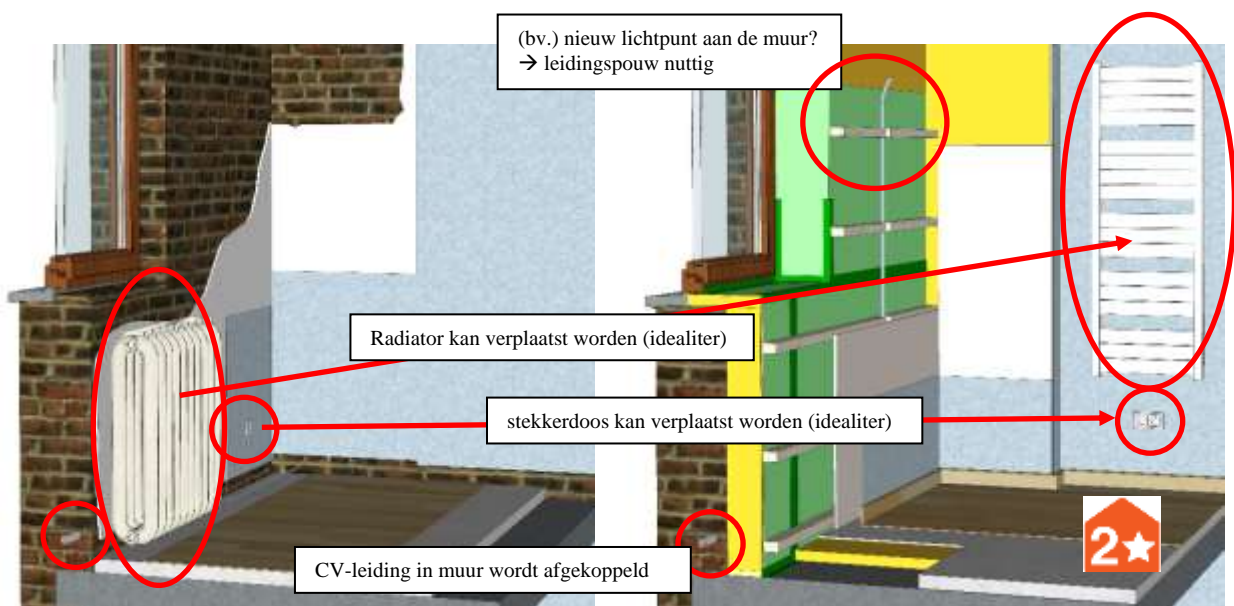 (bv.) nieuw lichtpunt aan de muur?
→ leidingspouw nuttig
Radiator kan verplaatst worden (idealiter)
stekkerdoos kan verplaatst worden (idealiter)
CV-leiding in muur wordt afgekoppeld
2★